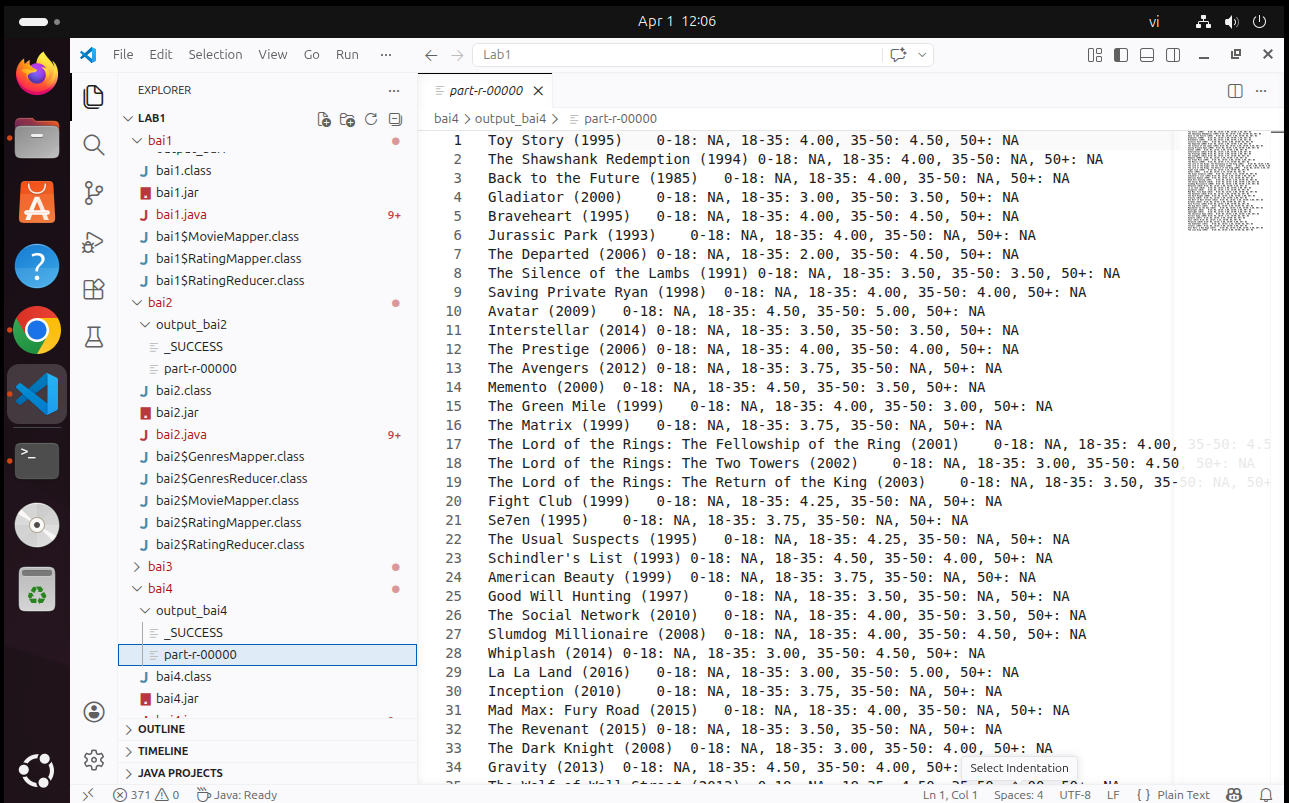 Apr 1 12:06
vi
File Edit Selection View Go Run ···
Lab1
EXPLORER
LAB1
bai1
bai1.class
bai1.jar
bai1.java 9+
bai1$MovieMapper.class
bai1$RatingMapper.class
bai1$RatingReducer.class
bai2
output_bai2
_SUCCESS
part-r-00000
bai2.class
bai2.jar
bai2.java 9+
bai2$GenresMapper.class
bai2$GenresReducer.class
bai2$MovieMapper.class
bai2$RatingMapper.class
bai2$RatingReducer.class
bai3
bai4
output_bai4
_SUCCESS
part-r-00000
bai4.class
bai4.jar
OUTLINE
TIMELINE
JAVA PROJECTS
part-r-00000
bai4 > output_bai4 > part-r-00000
1 Toy Story (1995) 0-18: NA, 18-35: 4.00, 35-50: 4.50, 50+: NA
2 The Shawshank Redemption (1994) 0-18: NA, 18-35: 4.00, 35-50: NA, 50+: NA
3 Back to the Future (1985) 0-18: NA, 18-35: 4.00, 35-50: NA, 50+: NA
4 Gladiator (2000) 0-18: NA, 18-35: 3.00, 35-50: 3.50, 50+: NA
5 Braveheart (1995) 0-18: NA, 18-35: 4.00, 35-50: 4.50, 50+: NA
6 Jurassic Park (1993) 0-18: NA, 18-35: 4.00, 35-50: NA, 50+: NA
7 The Departed (2006) 0-18: NA, 18-35: 2.00, 35-50: 4.50, 50+: NA
8 The Silence of the Lambs (1991) 0-18: NA, 18-35: 3.50, 35-50: 3.50, 50+: NA
9 Saving Private Ryan (1998) 0-18: NA, 18-35: 4.00, 35-50: 4.00, 50+: NA
10 Avatar (2009) 0-18: NA, 18-35: 4.50, 35-50: 5.00, 50+: NA
11 Interstellar (2014) 0-18: NA, 18-35: 3.50, 35-50: 3.50, 50+: NA
12 The Prestige (2006) 0-18: NA, 18-35: 4.00, 35-50: 4.00, 50+: NA
13 The Avengers (2012) 0-18: NA, 18-35: 3.75, 35-50: NA, 50+: NA
14 Memento (2000) 0-18: NA, 18-35: 4.50, 35-50: 3.50, 50+: NA
15 The Green Mile (1999) 0-18: NA, 18-35: 4.00, 35-50: 3.00, 50+: NA
16 The Matrix (1999) 0-18: NA, 18-35: 3.75, 35-50: NA, 50+: NA
17 The Lord of the Rings: The Fellowship of the Ring (2001) 0-18: NA, 18-35: 4.00, 35-50: 4.5
18 The Lord of the Rings: The Two Towers (2002) 0-18: NA, 18-35: 3.00, 35-50: 4.50, 50+: NA
19 The Lord of the Rings: The Return of the King (2003) 0-18: NA, 18-35: 3.50, 35-50: NA, 50+
20 Fight Club (1999) 0-18: NA, 18-35: 4.25, 35-50: NA, 50+: NA
21 Se7en (1995) 0-18: NA, 18-35: 3.75, 35-50: NA, 50+: NA
22 The Usual Suspects (1995) 0-18: NA, 18-35: 4.25, 35-50: NA, 50+: NA
23 Schindler's List (1993) 0-18: NA, 18-35: 4.50, 35-50: 4.00, 50+: NA
24 American Beauty (1999) 0-18: NA, 18-35: 3.75, 35-50: NA, 50+: NA
25 Good Will Hunting (1997) 0-18: NA, 18-35: 3.50, 35-50: NA, 50+: NA
26 The Social Network (2010) 0-18: NA, 18-35: 4.00, 35-50: 3.50, 50+: NA
27 Slumdog Millionaire (2008) 0-18: NA, 18-35: 4.00, 35-50: 4.50, 50+: NA
28 Whiplash (2014) 0-18: NA, 18-35: 3.00, 35-50: 4.50, 50+: NA
29 La La Land (2016) 0-18: NA, 18-35: 3.00, 35-50: 5.00, 50+: NA
30 Inception (2010) 0-18: NA, 18-35: 3.75, 35-50: NA, 50+: NA
31 Mad Max: Fury Road (2015) 0-18: NA, 18-35: 4.00, 35-50: NA, 50+: NA
32 The Revenant (2015) 0-18: NA, 18-35: 3.50, 35-50: NA, 50+: NA
33 The Dark Knight (2008) 0-18: NA, 18-35: 3.00, 35-50: 4.00, 50+: NA
34 Gravity (2013) 0-18: NA, 18-35: 4.50, 35-50: 4.00, 50+:
Select Indentation
371 0
Java: Ready
Ln 1, Col 1 Spaces: 4 UTF-8 LF { } Plain Text